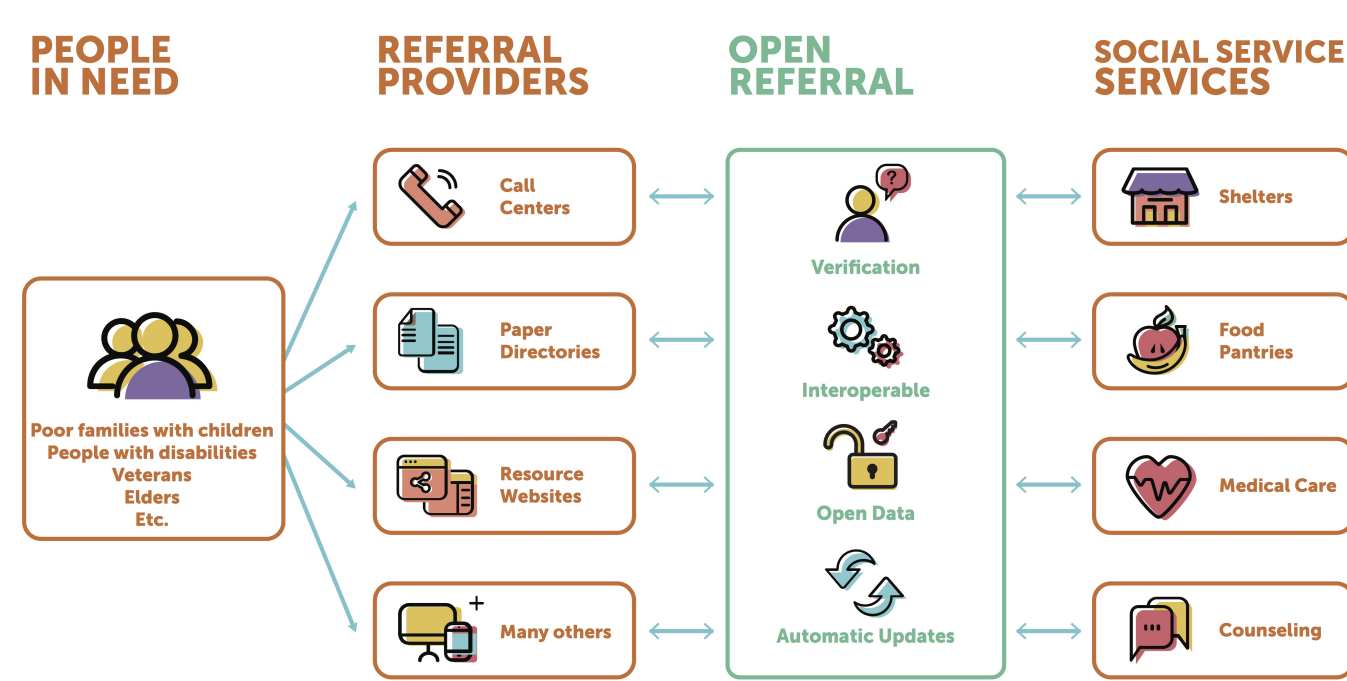 PEOPLE
IN NEED
REFERRAL
PROVIDERS
OPEN
REFERRAL
SOCIAL SERVICE
SERVICES
Poor families with children
People with disabilities
Veterans
Elders
Etc.
Call
Centers
Paper
Directories
Resource
Websites
+
Many others
?
Verification
Interoperable
Open Data
Automatic Updates
Shelters
Food
Pantries
Medical Care
Counseling